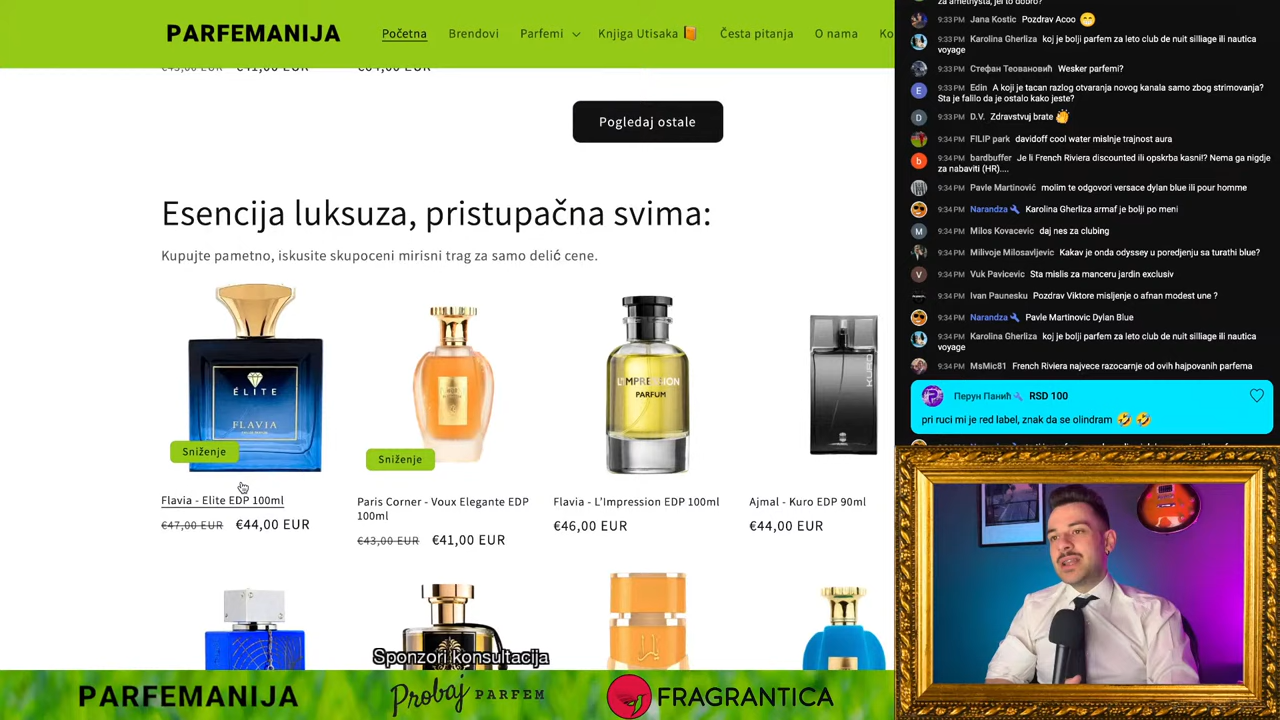 PARFEMANIJA
Početna
Brendovi
Parfemi
Knjiga Utisaka
Česta pitanja
O nama
Ko
€41,00 EUR
Pogledaj ostale
Esencija luksuza, pristupačna svima:
Kupujte pametno, iskusite skupoceni mirisni trag za samo delić cene.
ÉLITE
FLAVIA
Sniženje
Flavia - Elite EDP 100ml
€47,00 EUR €44,00 EUR
Sniženje
Paris Corner - Voux Elegante EDP
100ml
€43,00 EUR €41,00 EUR
L'IMPRESSION
PARFUM
Flavia - L'Impression EDP 100ml
€46,00 EUR
KURO
Ajmal - Kuro EDP 90ml
€44,00 EUR
Sponzori konsultacija
PARFEMANIJA
Probaj PARFEM
FRAGRANTICA
za amethysta, jel to dobro?
9:33 PM Jana Kostic Pozdrav Acoo
9:33 PM Karolina Gherliza koj je bolji parfem za leto club de nuit silliage ili nautica
voyage
9:33 PM Стефан Теовановић Wesker parfemi?
9:33 PM Edin A koji je tacan razlog otvaranja novog kanala samo zbog strimovanja?
Sta je falilo da je ostalo kako jeste?
9:33 PM D.V. Zdravstvuj brate
9:34 PM FILIP park davidoff cool water mislnje trajnost aura
9:34 PM bardbuffer Je li French Riviera discounted ili opskrba kasni!? Nema ga nigdje
za nabaviti (HR)....
9:34 PM Pavle Martinović molim te odgovori versace dylan blue ili pour homme
9:34 PM Narandza Karolina Gherliza armaf je bolji po meni
9:34 PM Milos Kovacevic daj nes za clubing
9:34 PM Milivoje Milosavljevic Kakav je onda odyssey u poredjenju sa turathi blue?
9:34 PM Vuk Pavicevic Sta mislis za manceru jardin exclusiv
9:34 PM Ivan Paunesku Pozdrav Viktore misljenje o afnan modest une ?
9:34 PM Narandza Pavle Martinovic Dylan Blue
9:34 PM Karolina Gherliza koj je bolji parfem za leto club de nuit silliage ili nautica
voyage
9:34 PM MsMic81 French Riviera najvece razocarnje od ovih hajpovanih parfema
Перун Панић RSD 100
pri ruci mi je red label, znak da se olindram